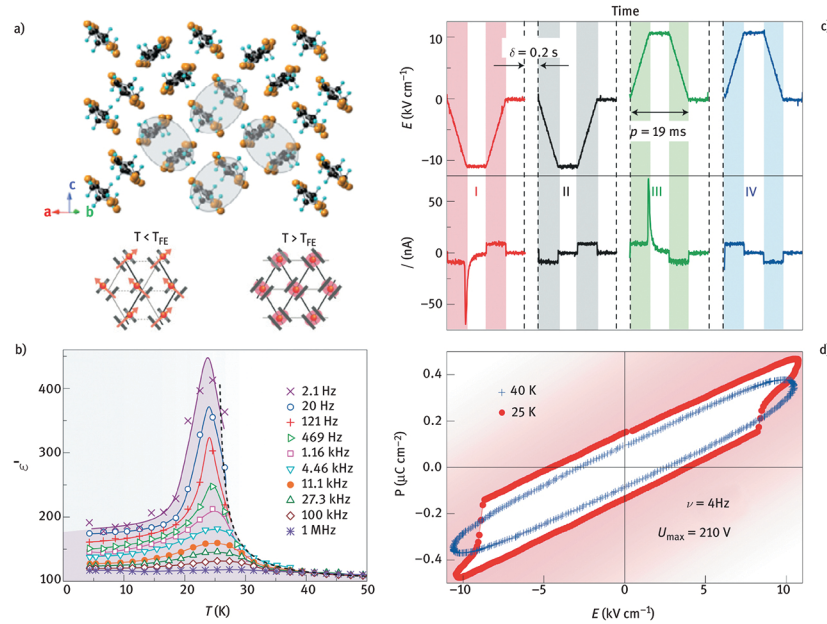 a)
c
a
b
T < TFE
T > TFE
Time
c
10
0
−10
E (kV cm⁻¹)
δ = 0.2 s
p = 19 ms
I
II
III
IV
50
0
−50
I (nA)
b)
400
300
200
100
ε'
0
10
20
30
40
50
T (K)
2.1 Hz
20 Hz
121 Hz
469 Hz
1.16 kHz
4.46 kHz
11.1 kHz
27.3 kHz
100 kHz
1 MHz
d
0.4
0.2
0.0
−0.2
−0.4
P (μC cm⁻²)
40 K
25 K
ν = 4Hz
Umax = 210 V
−10
−5
0
5
10
E (kV cm⁻¹)